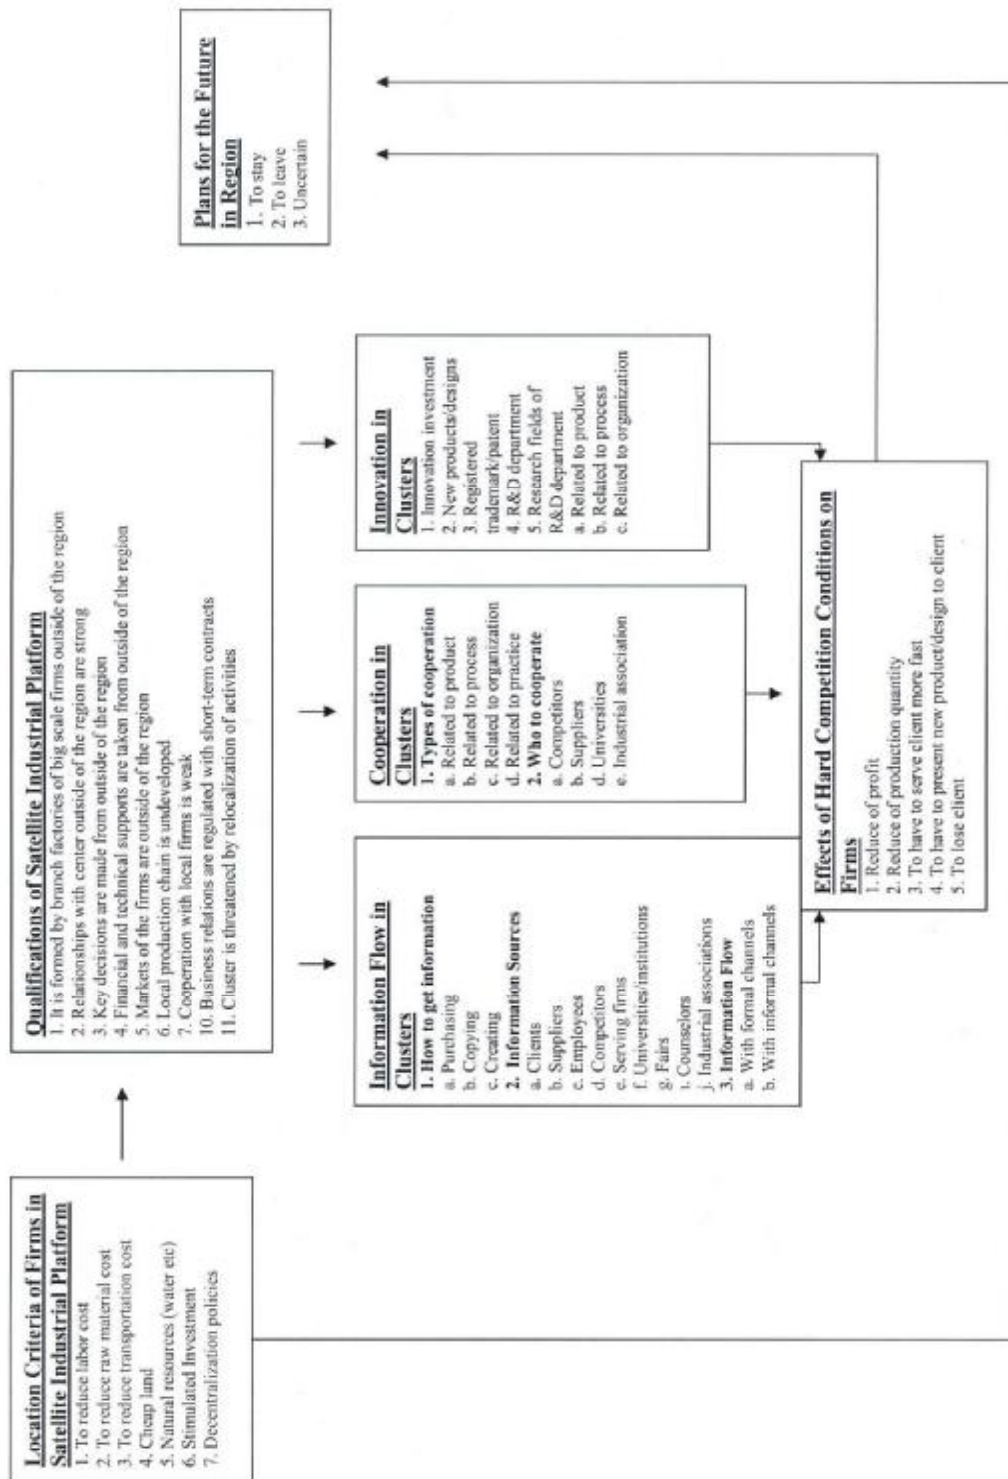 Location Criteria of Firms in
Satellite Industrial Platform
1. To reduce labor cost
2. To reduce raw material cost
3. To reduce transportation cost
4. Cheap land
5. Natural resources (water etc)
6. Stimulated Investment
7. Decentralization policies
Qualifications of Satellite Industrial Platform
1. It is formed by branch factories of big scale firms outside of the region
2. Relationships with center outside of the region are strong
3. Key decisions are made from outside of the region
4. Financial and technical supports are taken from outside of the region
5. Markets of the firms are outside of the region
6. Local production chain is undeveloped
7. Cooperation with local firms is weak
10. Business relations are regulated with short-term contracts
11. Cluster is threatened by relocalization of activities
Plans for the Future
in Region
1. To stay
2. To leave
3. Uncertain
Information Flow in
Clusters
1. How to get information
a. Purchasing
b. Copying
c. Creating
2. Information Sources
a. Clients
b. Suppliers
c. Employees
d. Competitors
e. Serving firms
f. Universities/institutions
g. Fairs
ı. Counselors
j. Industrial associations
3. Information Flow
a. With formal channels
b. With informal channels
Cooperation in
Clusters
1. Types of cooperation
a. Related to product
b. Related to process
c. Related to organization
d. Related to practice
2. Who to cooperate
a. Competitors
b. Suppliers
d. Universities
e. Industrial association
Innovation in
Clusters
1. Innovation investment
2. New products/designs
3. Registered
trademark/patent
4. R&D department
5. Research fields of
R&D department
a. Related to product
b. Related to process
c. Related to organization
Effects of Hard Competition Conditions on
Firms
1. Reduce of profit
2. Reduce of production quantity
3. To have to serve client more fast
4. To have to present new product/design to client
5. To lose client